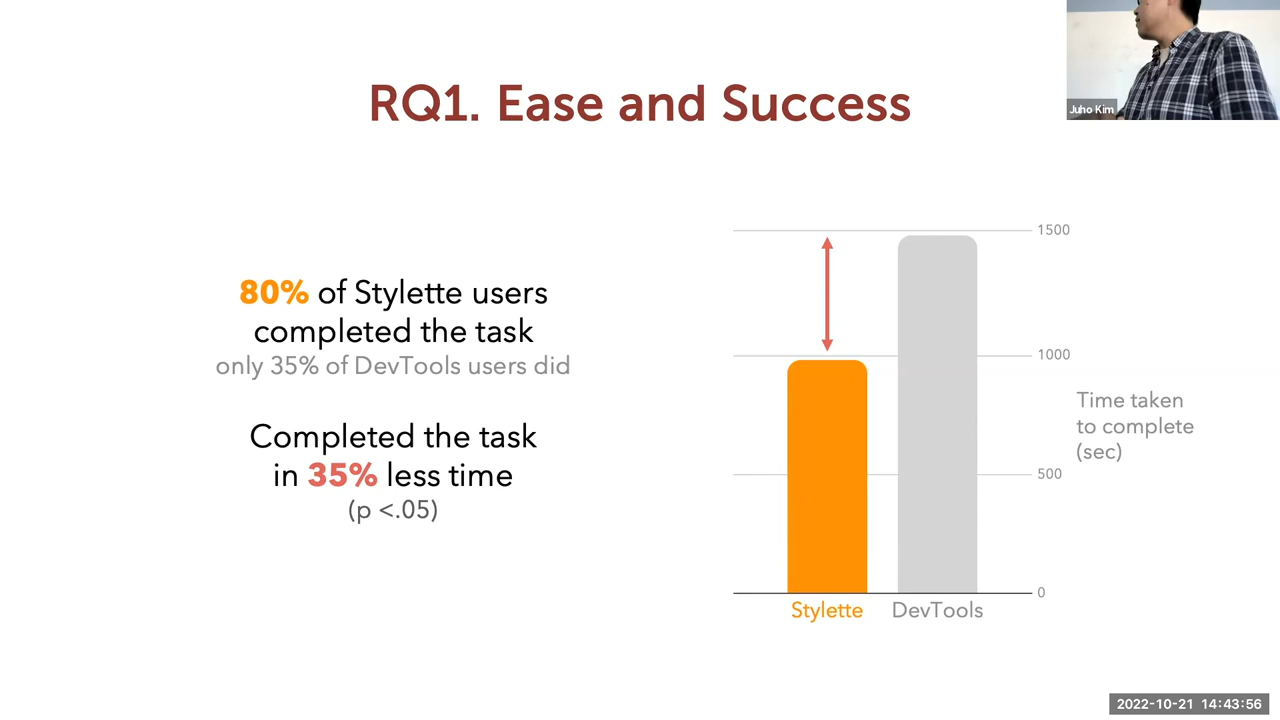 RQ1. Ease and Success
Juho Kim
80% of Stylette users
completed the task
only 35% of DevTools users did
Completed the task
in 35% less time
(p <.05)
1500
1000
500
0
Time taken
to complete
(sec)
Stylette
DevTools
2022-10-21 14:43:56